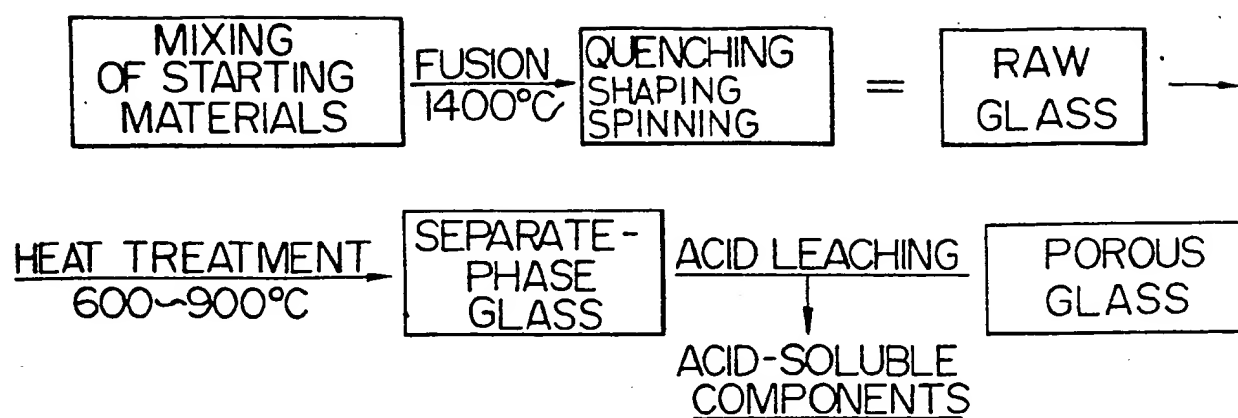 MIXING
OF STARTING
MATERIALS
FUSION
1400°C
QUENCHING
SHAPING
SPINNING
=
RAW
GLASS
HEAT TREATMENT
600~900°C
SEPARATE-
PHASE
GLASS
ACID LEACHING
ACID-SOLUBLE
COMPONENTS
POROUS
GLASS